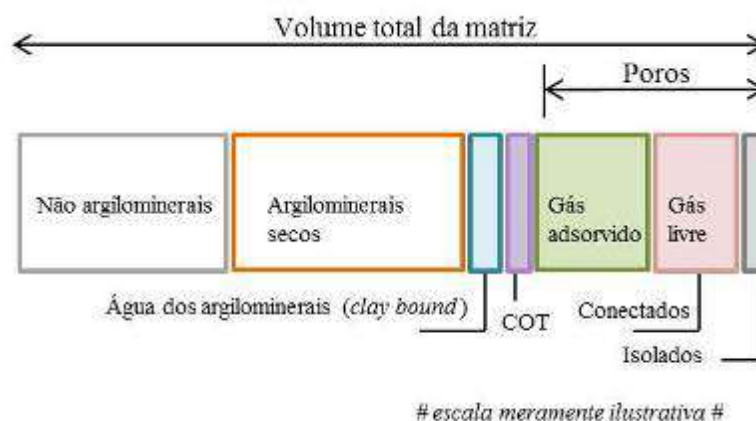 Volume total da matriz
Poros
Não argilominerais
Argilominerais
secos
Gás
adsorvido
Gás
livre
Água dos argilominerais (clay bound)
COT
Conectados
Isolados
# escala meramente ilustrativa #